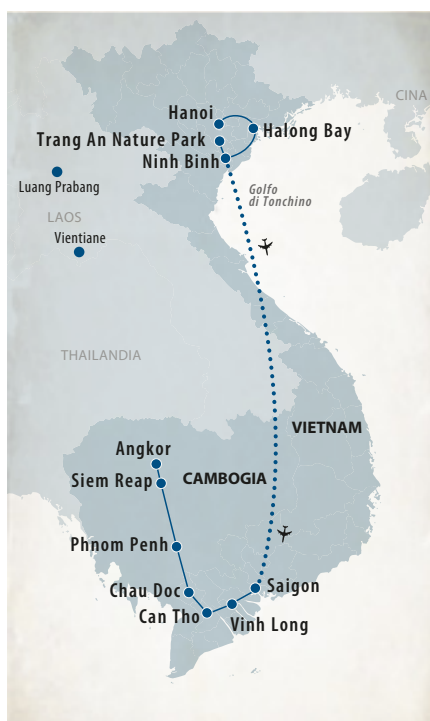 CINA
Hanoi
Halong Bay
Trang An Nature Park
Ninh Binh
Luang Prabang
Golfo
di Tonchino
LAOS
Vientiane
THAILANDIA
VIETNAM
Angkor
Siem Reap
CAMBOGIA
Phnom Penh
Chau Doc
Saigon
Can Tho
Vinh Long